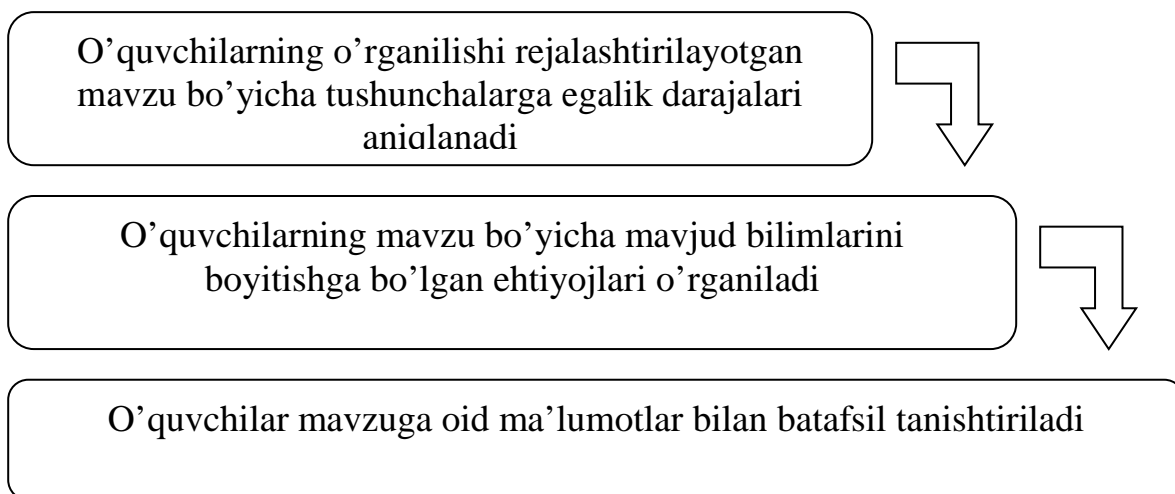 O’quvchilarning o’rganilishi rejalashtirilayotgan
mavzu bo’yicha tushunchalarga egalik darajalari
aniqlanadi
O’quvchilarning mavzu bo’yicha mavjud bilimlarini
boyitishga bo’lgan ehtiyojlari o’rganiladi
O’quvchilar mavzuga oid ma’lumotlar bilan batafsil tanishtiriladi